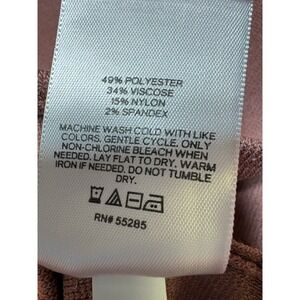 49% POLYESTER
34% VISCOSE
15% NYLON
2% SPANDEX
MACHINE WASH COLD WITH LIKE
COLORS. GENTLE CYCLE. ONLY
NON-CHLORINE BLEACH WHEN
NEEDED. LAY FLAT TO DRY. WARM
IRON IF NEEDED. DO NOT TUMBLE
DRY.
RN# 55285